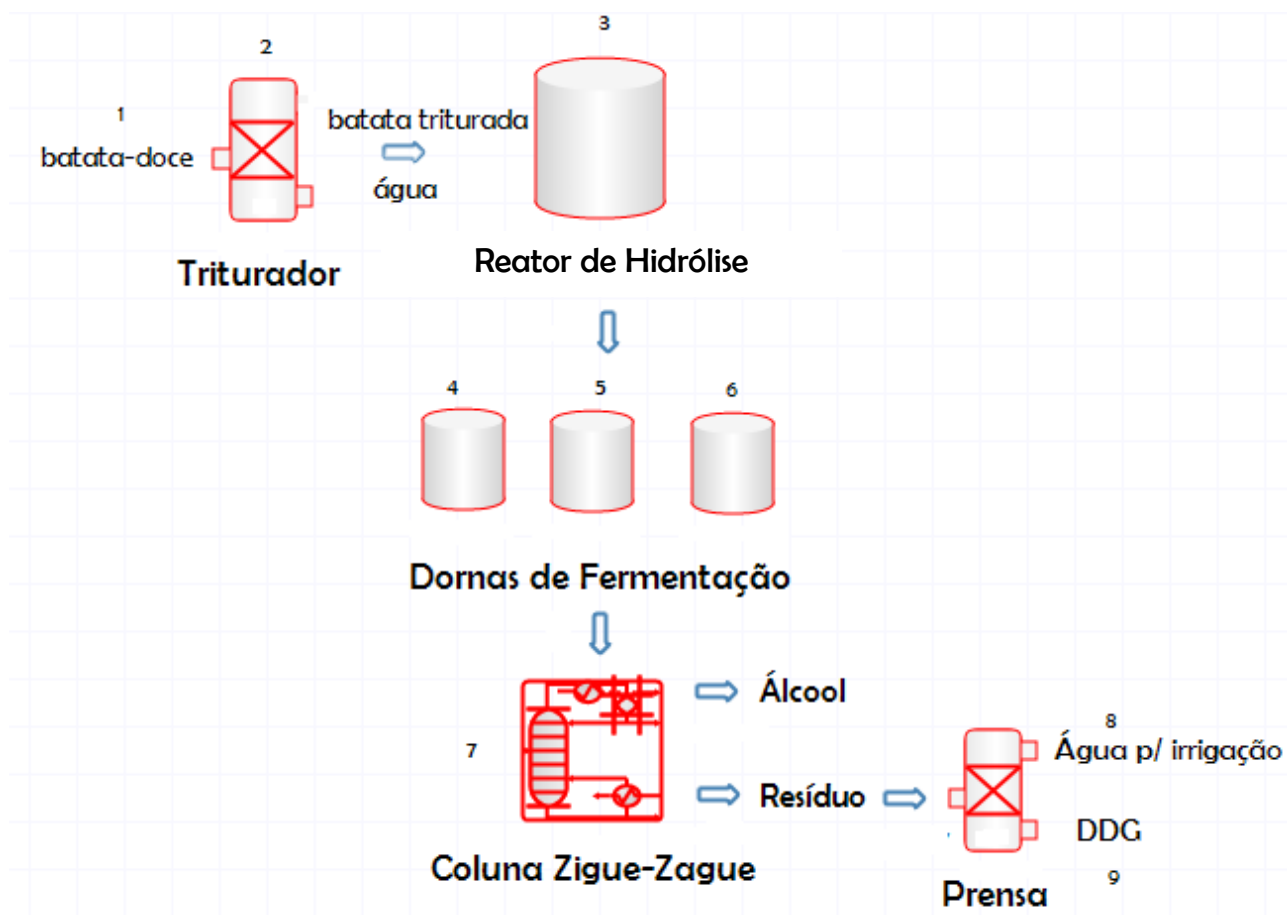 3
2
1
batata triturada
batata-doce
água
Triturador
Reator de Hidrólise
4
5
6
Dornas de Fermentação
Álcool
7
8
Água p/ irrigação
Resíduo
DDG
Coluna Zigue-Zague
9
Prensa